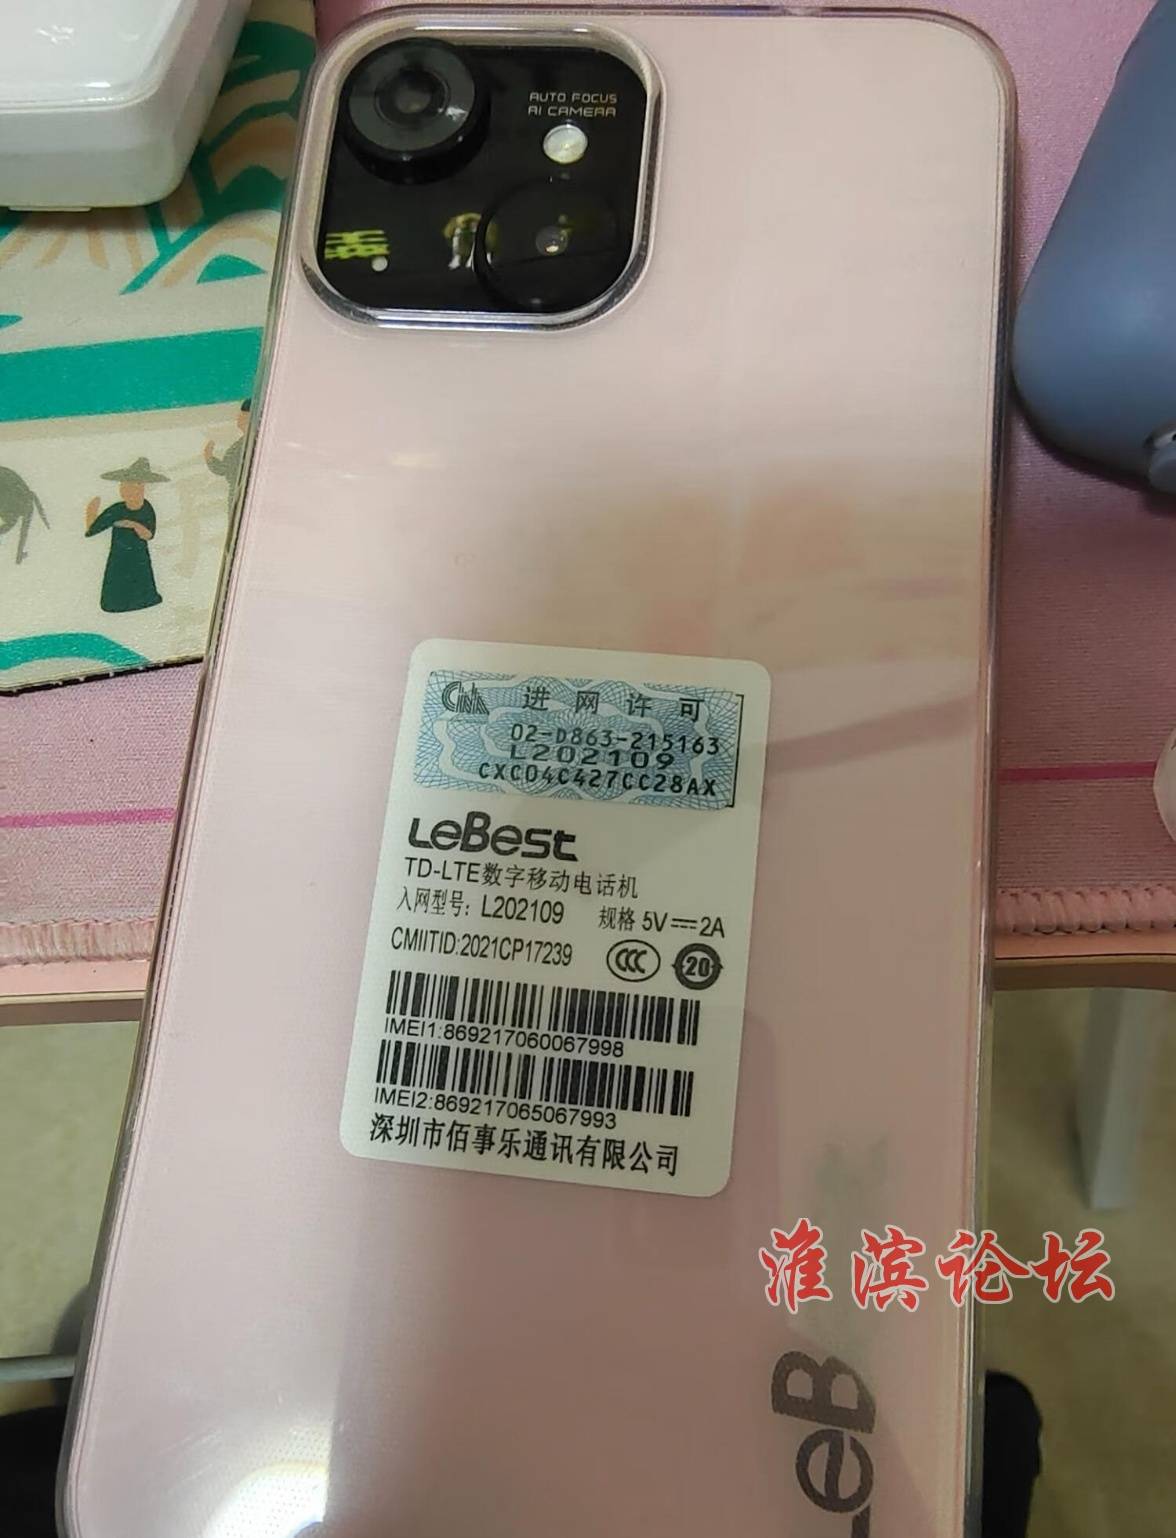 AUTO FOCUS
AI CAMERA
进网许可
02-D863-215163
L202109
CXC04C427CC28AX
LeBest
TD-LTE数字移动电话机
入网型号: L202109 规格 5V⎓2A
CMIITID:2021CP17239 CCC 20
IMEI1:869217060067998
IMEI2:869217065067993
深圳市佰事乐通讯有限公司
淮滨论坛
LeB